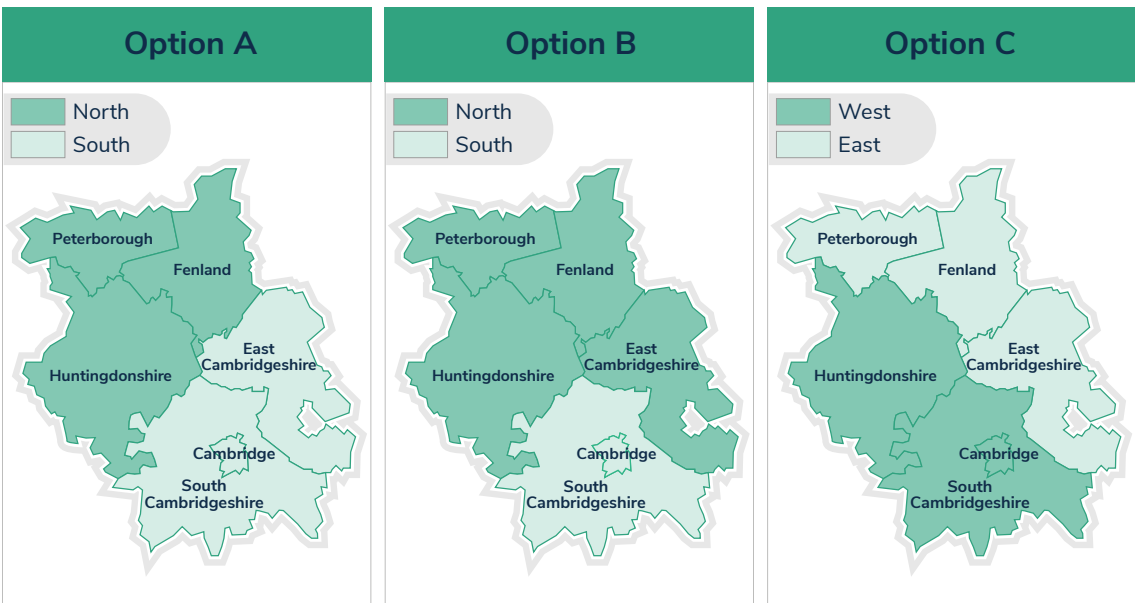 Option A
North
South
Peterborough
Fenland
East
Cambridgeshire
Huntingdonshire
Cambridge
South
Cambridgeshire
Option B
North
South
Peterborough
Fenland
East
Cambridgeshire
Huntingdonshire
Cambridge
South
Cambridgeshire
Option C
West
East
Peterborough
Fenland
East
Cambridgeshire
Huntingdonshire
Cambridge
South
Cambridgeshire